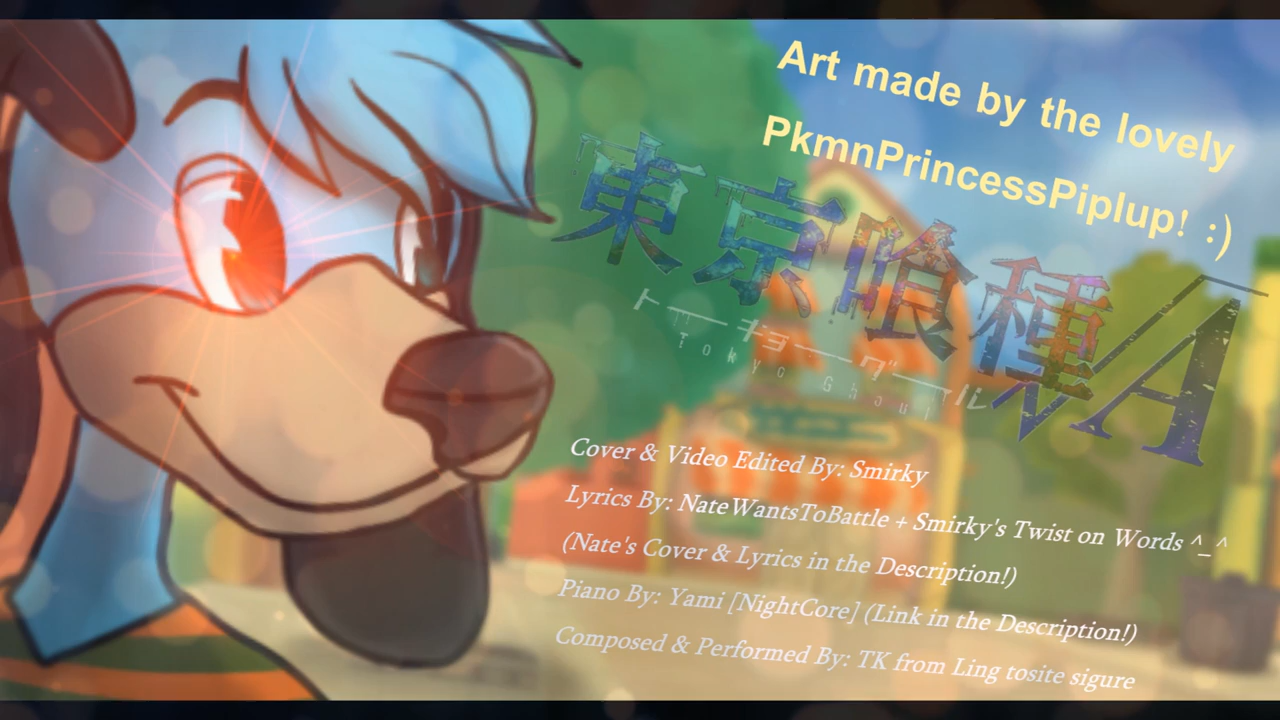 Art made by the lovely
PkmnPrincessPiplup! :)
東京喰種√A
トーキョーグール
Tokyo Ghoul
Cover & Video Edited By: Smirky
Lyrics By: NateWantsToBattle + Smirky's Twist on Words ^_^
(Nate's Cover & Lyrics in the Description!)
Piano By: Yami [NightCore] (Link in the Description!)
Composed & Performed By: TK from Ling tosite sigure